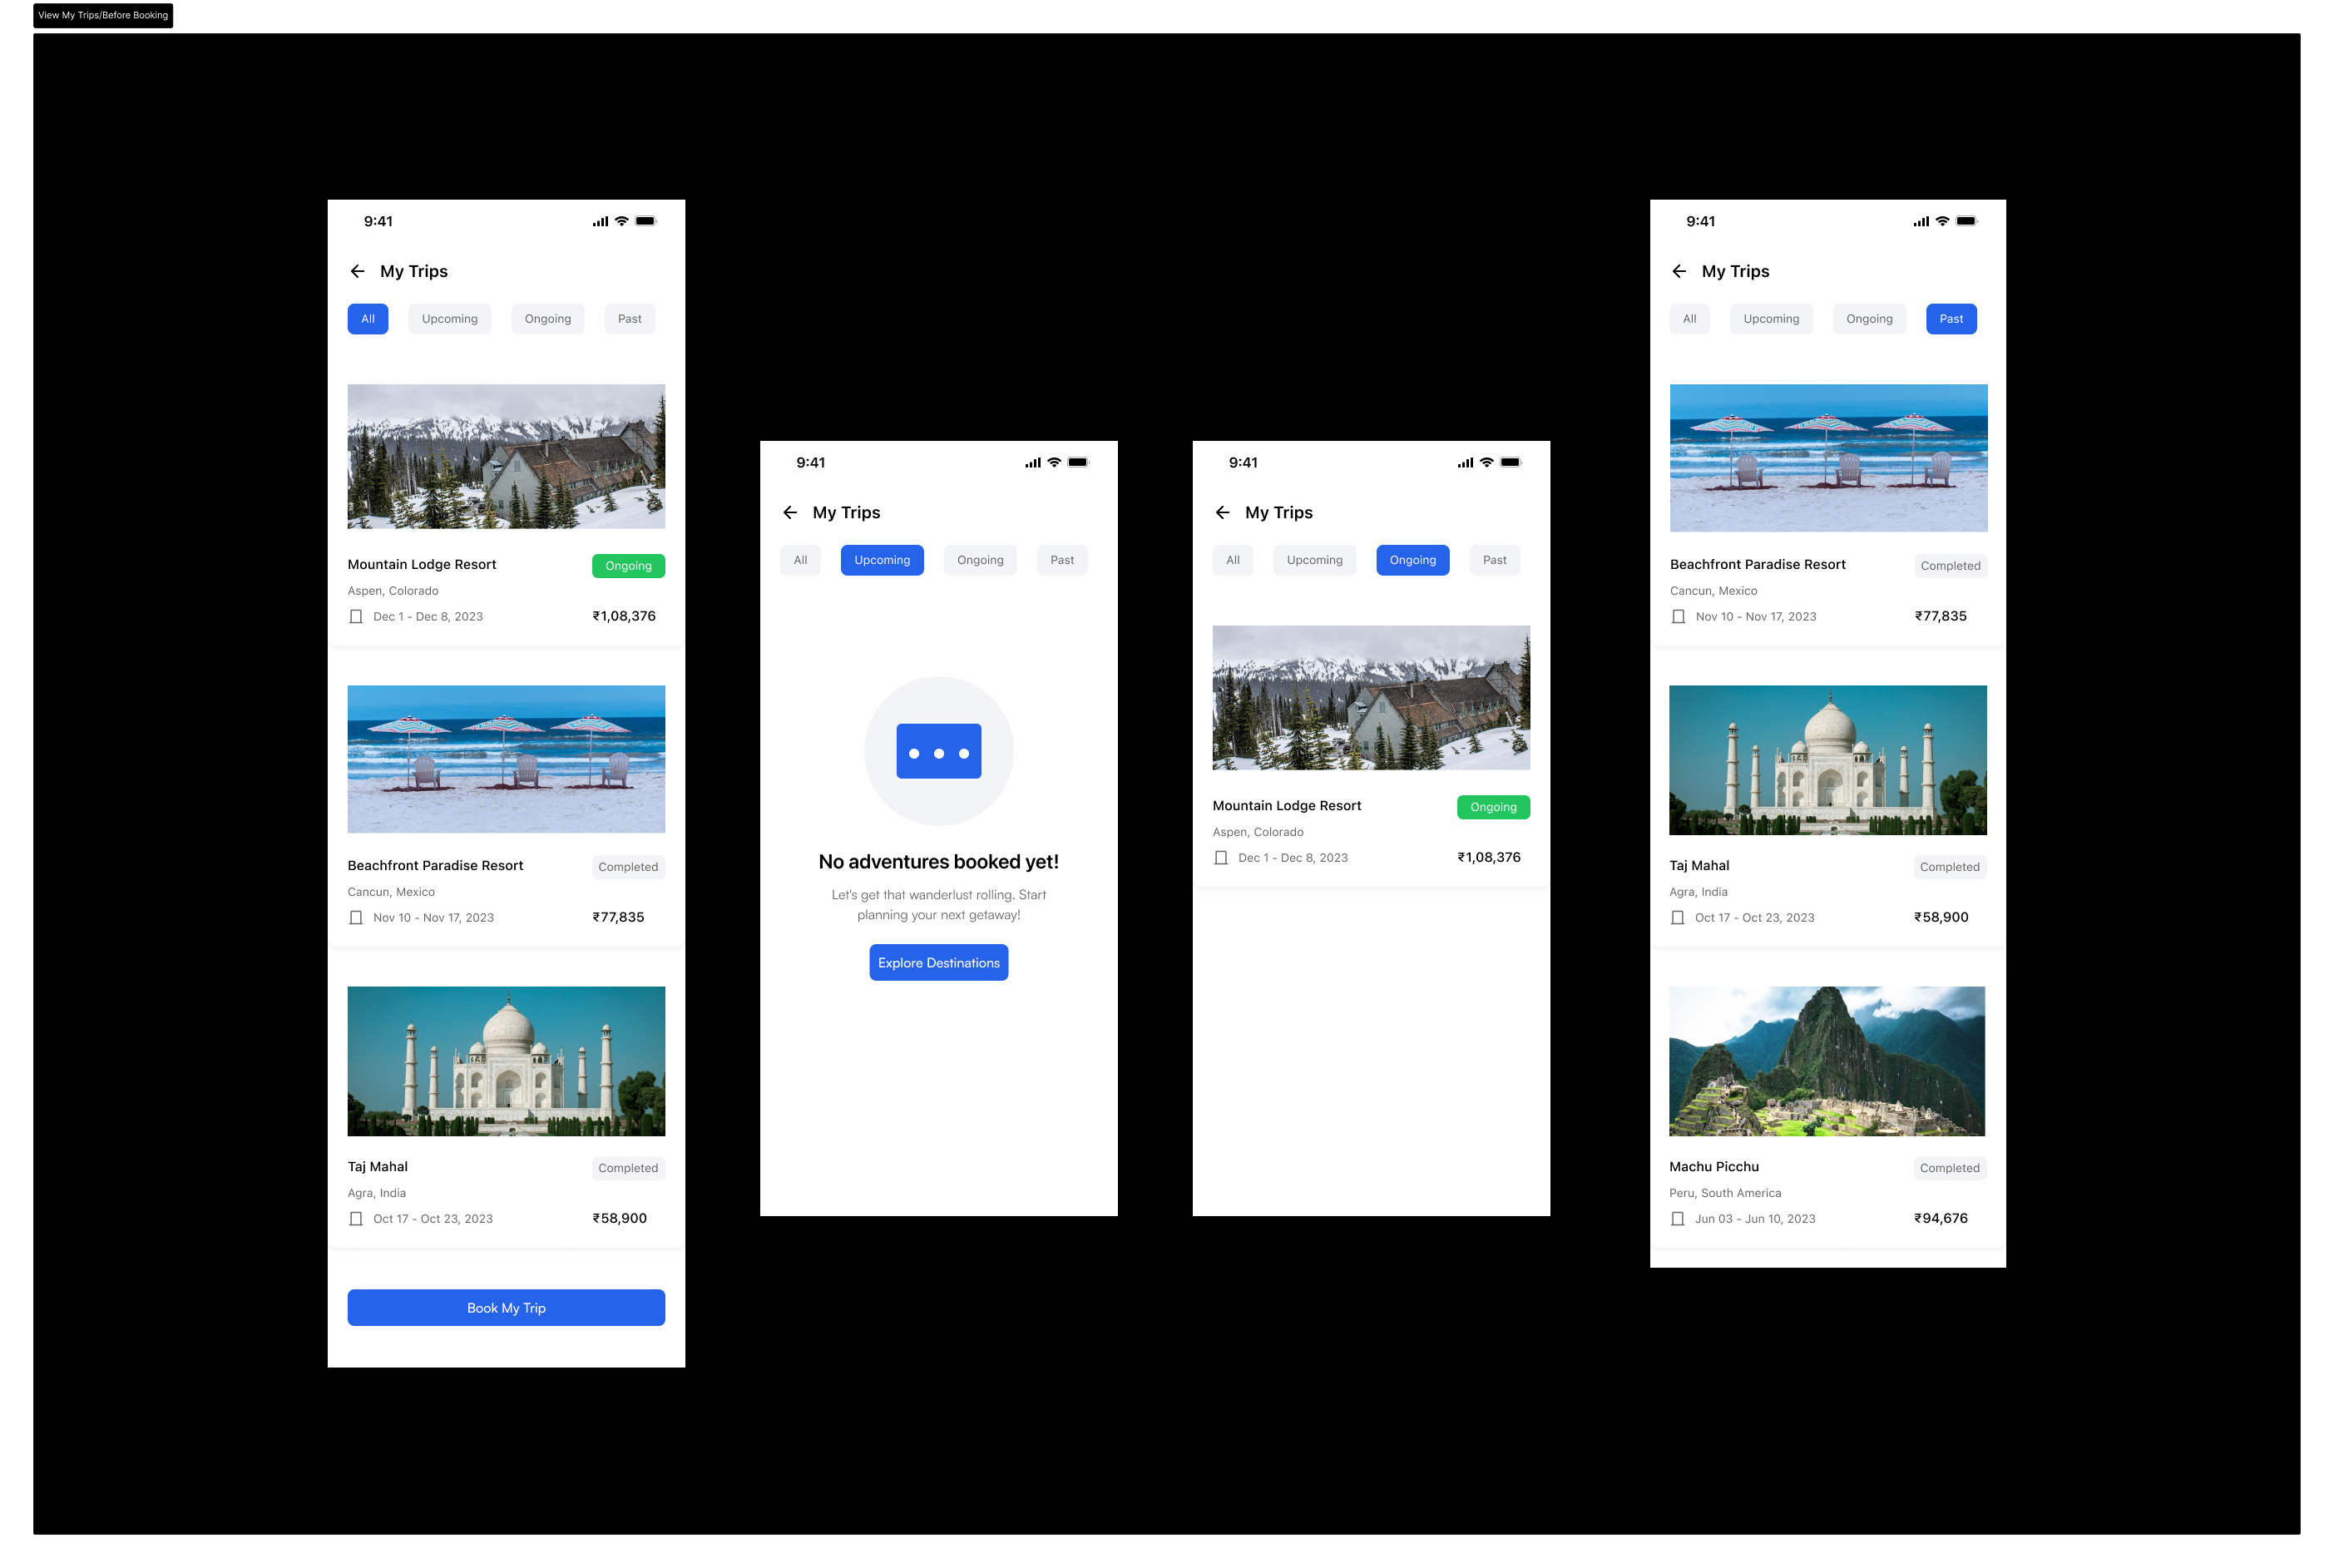 View My Trips/Before Booking
9:41
My Trips
All Upcoming Ongoing Past
Mountain Lodge Resort Ongoing
Aspen, Colorado
Dec 1 - Dec 8, 2023 ₹1,08,376
Beachfront Paradise Resort Completed
Cancun, Mexico
Nov 10 - Nov 17, 2023 ₹77,835
Taj Mahal Completed
Agra, India
Oct 17 - Oct 23, 2023 ₹58,900
Book My Trip
9:41
My Trips
All Upcoming Ongoing Past
No adventures booked yet!
Let's get that wanderlust rolling. Start
planning your next getaway!
Explore Destinations
9:41
My Trips
All Upcoming Ongoing Past
Mountain Lodge Resort Ongoing
Aspen, Colorado
Dec 1 - Dec 8, 2023 ₹1,08,376
9:41
My Trips
All Upcoming Ongoing Past
Beachfront Paradise Resort Completed
Cancun, Mexico
Nov 10 - Nov 17, 2023 ₹77,835
Taj Mahal Completed
Agra, India
Oct 17 - Oct 23, 2023 ₹58,900
Machu Picchu Completed
Peru, South America
Jun 03 - Jun 10, 2023 ₹94,676